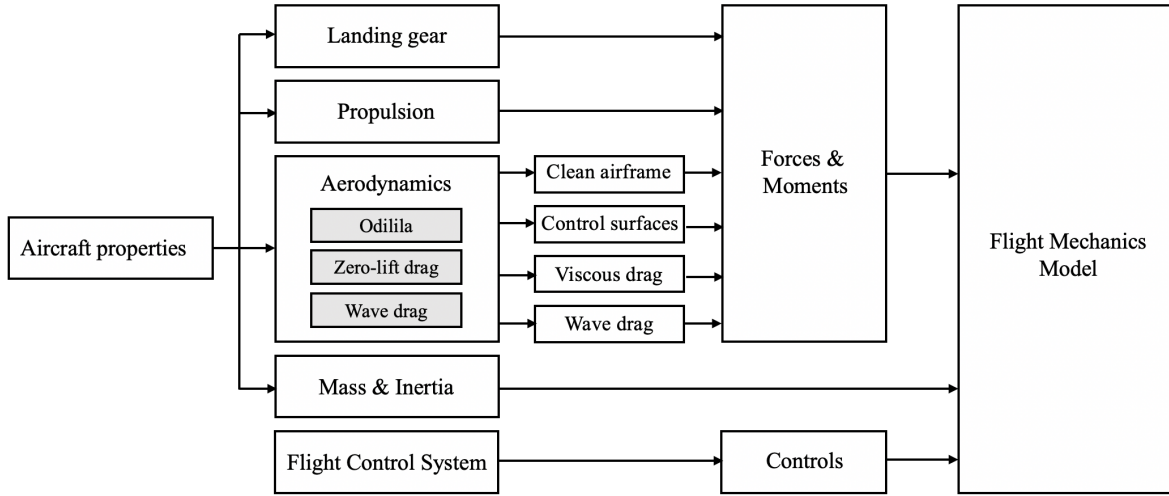 Landing gear
Propulsion
Aerodynamics
Odilila
Zero-lift drag
Wave drag
Clean airframe
Control surfaces
Viscous drag
Wave drag
Forces &
Moments
Aircraft properties
Flight Mechanics
Model
Mass & Inertia
Flight Control System
Controls